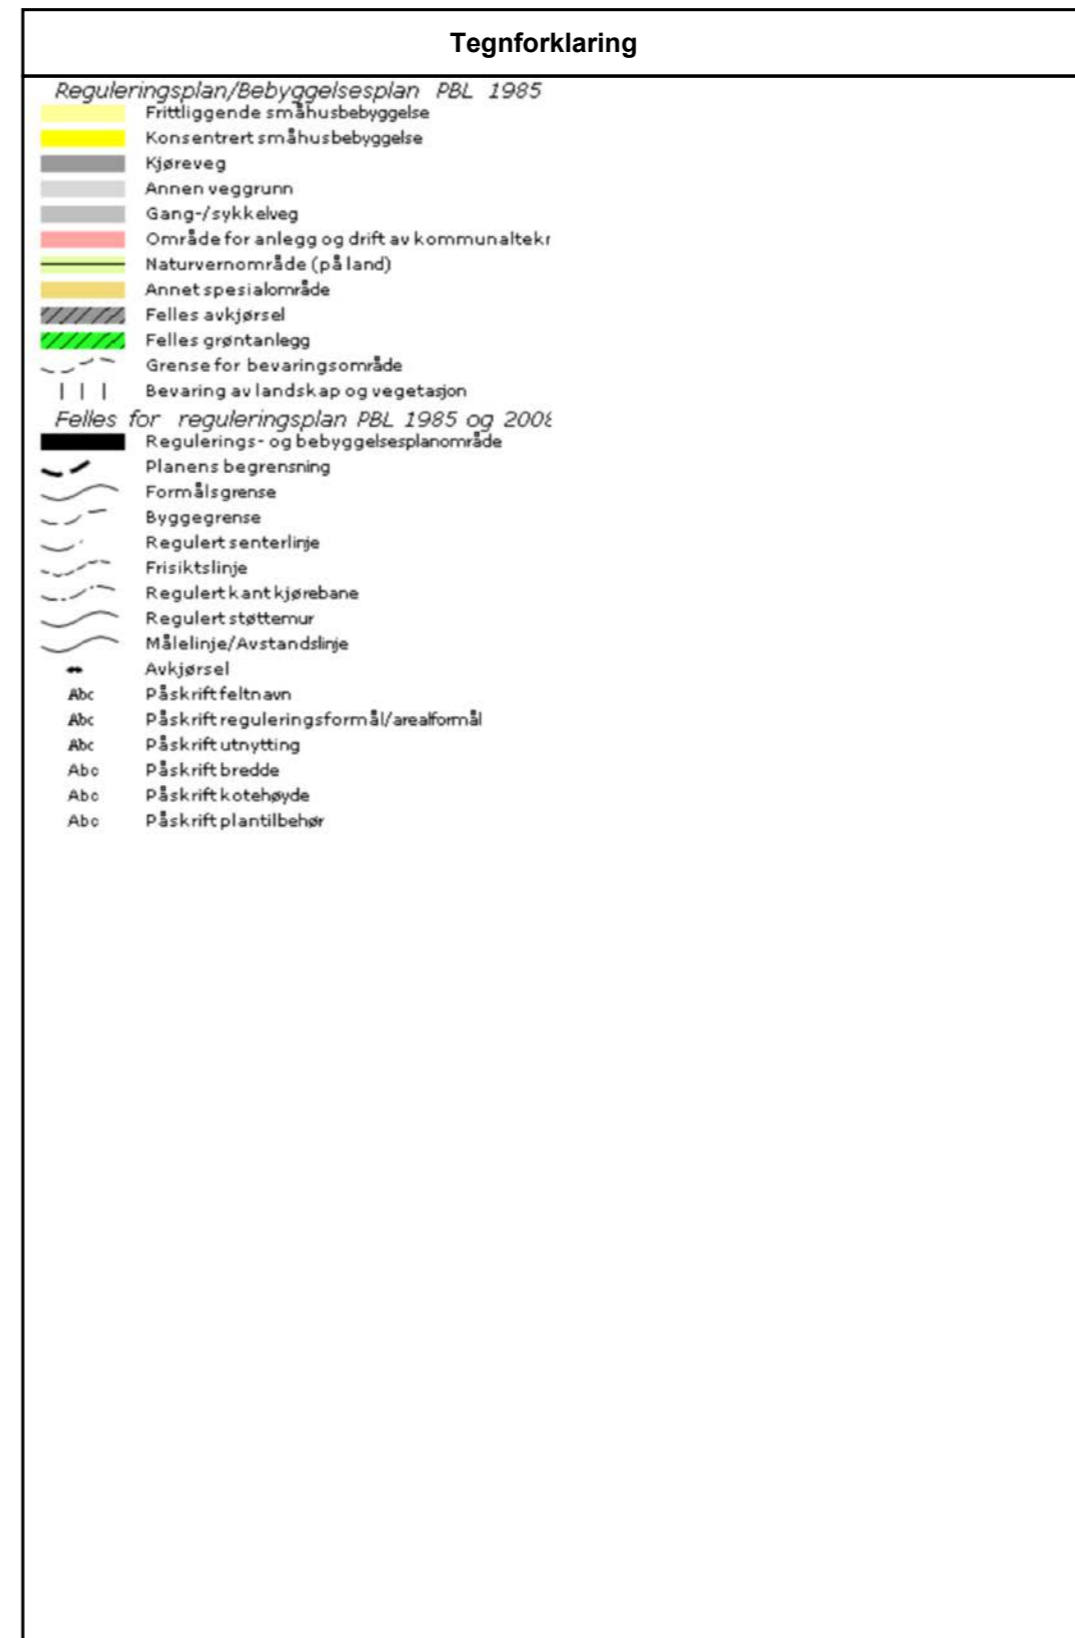 Tegnforklaring
Reguleringsplan/Bebyggelsesplan PBL 1985
Frittliggende småhusbebyggelse
Konsentrert småhusbebyggelse
Kjøreveg
Annen veggrunn
Gang-/sykkelveg
Område for anlegg og drift av kommunaltekr
Naturvernområde (på land)
Annet spesialområde
Felles avkjørsel
Felles grøntanlegg
Grense for bevaringsområde
Bevaring av landskap og vegetasjon
Felles for reguleringsplan PBL 1985 og 2008
Regulerings- og bebyggelsesplanområde
Planens begrensning
Formålsgrense
Byggegrense
Regulert senterlinje
Frisiktslinje
Regulert kant kjørebane
Regulert støttemur
Målelinje/Avstandslinje
Avkjørsel
Abc Påskrift feltnavn
Abc Påskrift reguleringsformål/arealformål
Abc Påskrift utnytting
Abc Påskrift bredde
Abc Påskrift kotehøyde
Abc Påskrift plantilbehør